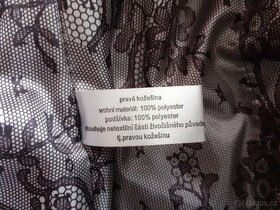 pravá kožešina
vrchní materiál: 100% polyester
podšívka: 100% polyester
obsahuje netextilní části živočišného původu
tj.pravou kožešinu